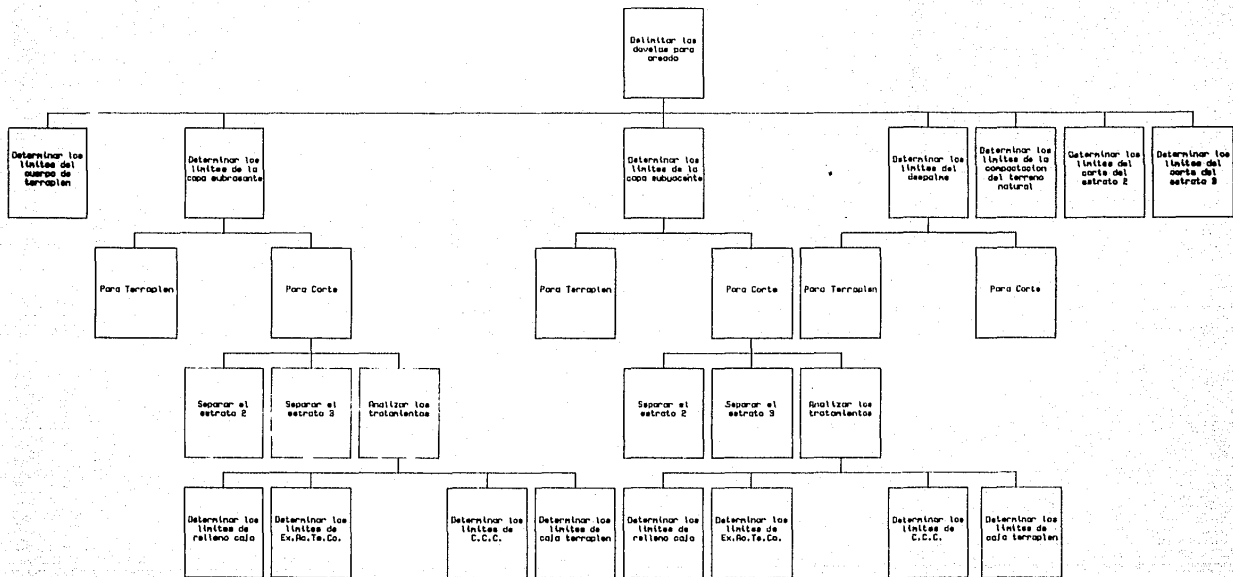 Delimitar las
dovelas para
areado
Determinar los
limites del
cuerpo de
terraplen
Determinar los
limites de la
capa subrasante
Determinar los
limites de la
capa subyacente
Determinar los
limites del
despalme
Determinar los
limites de la
compactacion
del terreno
natural
Determinar los
limites del
corte del
estrato 2
Determinar los
limites del
corte del
estrato 3
Para Terraplen
Para Corte
Para Terraplen
Para Corte
Para Terraplen
Para Corte
Separar el
estrato 2
Separar el
estrato 3
Analizar los
tratamientos
Separar el
estrato 2
Separar el
estrato 3
Analizar los
tratamientos
Determinar los
limites de
relleno caja
Determinar los
limites de
Ex.Ac.Te.Co.
Determinar los
limites de
C.C.C.
Determinar los
limites de
caja terraplen
Determinar los
limites de
relleno caja
Determinar los
limites de
Ex.Ac.Te.Co.
Determinar los
limites de
C.C.C.
Determinar los
limites de
caja terraplen